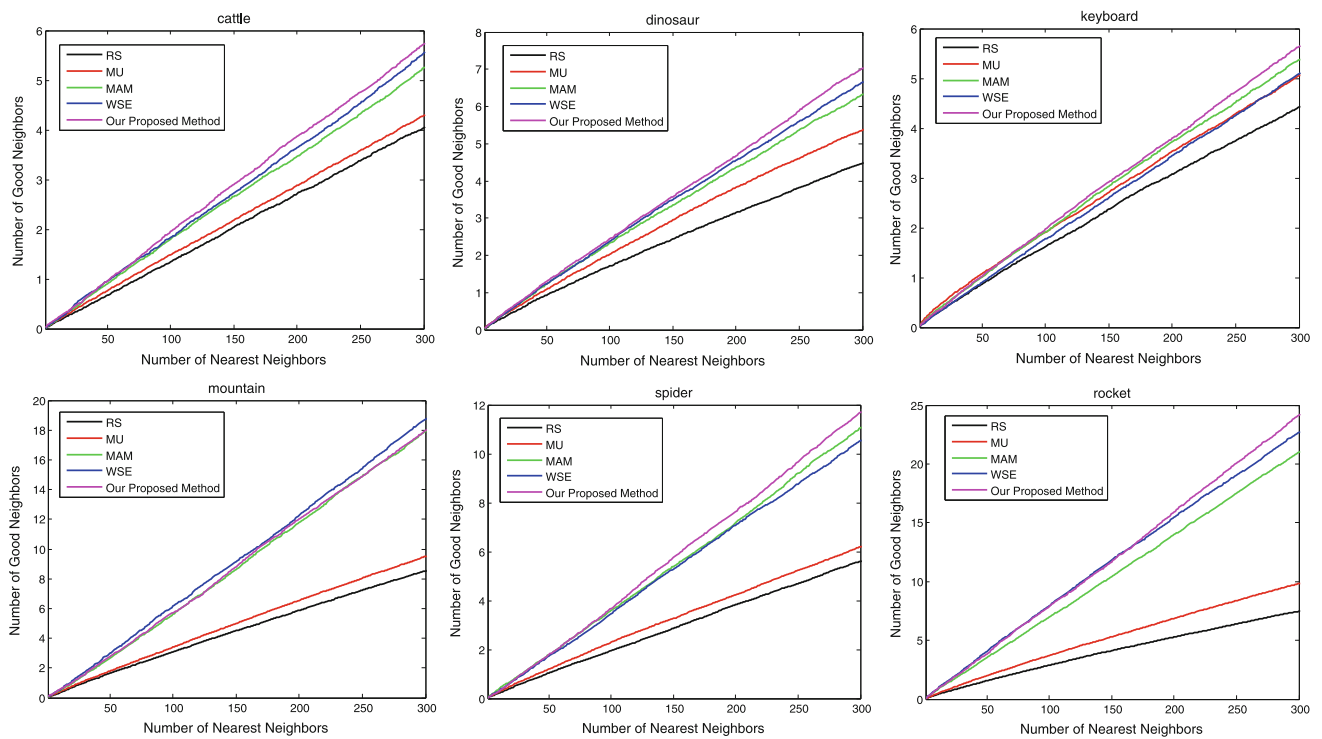 cattle
6
5
4
3
2
1
0
50 100 150 200 250 300
Number of Good Neighbors
Number of Nearest Neighbors
RS
MU
MAM
WSE
Our Proposed Method
dinosaur
8
7
6
5
4
3
2
1
0
50 100 150 200 250 300
Number of Good Neighbors
Number of Nearest Neighbors
RS
MU
MAM
WSE
Our Proposed Method
keyboard
6
5
4
3
2
1
0
50 100 150 200 250 300
Number of Good Neighbors
Number of Nearest Neighbors
RS
MU
MAM
WSE
Our Proposed Method
mountain
20
18
16
14
12
10
8
6
4
2
0
50 100 150 200 250 300
Number of Good Neighbors
Number of Nearest Neighbors
RS
MU
MAM
WSE
Our Proposed Method
spider
12
10
8
6
4
2
0
50 100 150 200 250 300
Number of Good Neighbors
Number of Nearest Neighbors
RS
MU
MAM
WSE
Our Proposed Method
rocket
25
20
15
10
5
0
50 100 150 200 250 300
Number of Good Neighbors
Number of Nearest Neighbors
RS
MU
MAM
WSE
Our Proposed Method